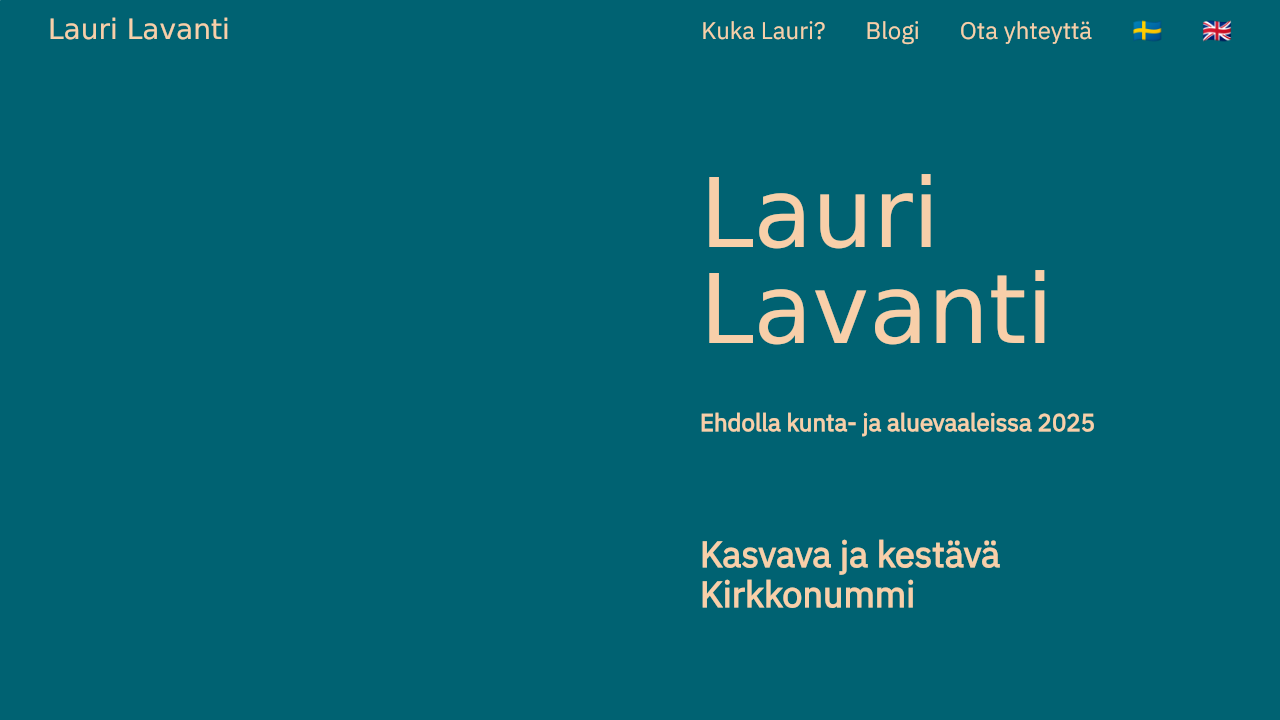 Lauri Lavanti
Kuka Lauri?
Blogi
Ota yhteyttä
Lauri
Lavanti
Ehdolla kunta- ja aluevaaleissa 2025
Kasvava ja kestävä
Kirkkonummi